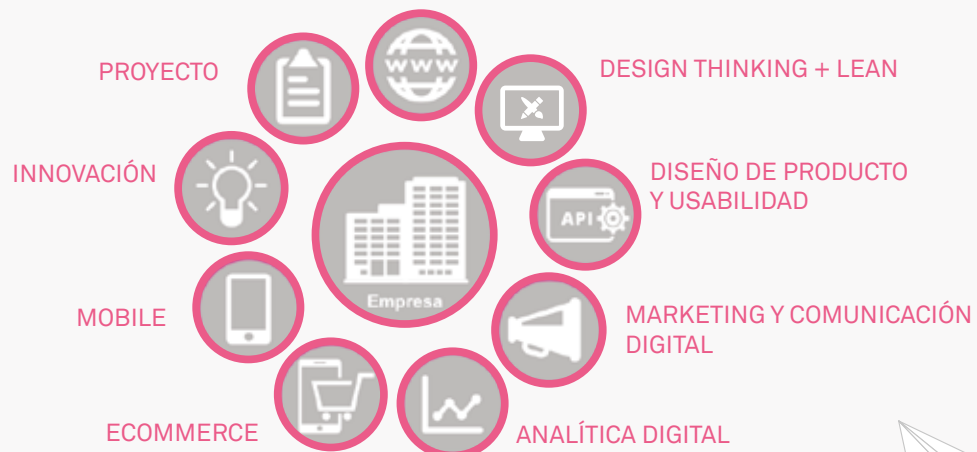 www
PROYECTO
DESIGN THINKING + LEAN
INNOVACIÓN
DISEÑO DE PRODUCTO
Y USABILIDAD
API
Empresa
MOBILE
MARKETING Y COMUNICACIÓN
DIGITAL
ECOMMERCE
ANALÍTICA DIGITAL